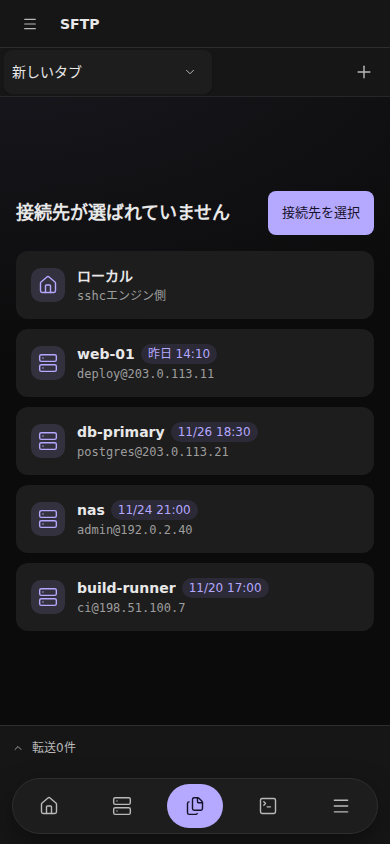 SFTP
新しいタブ
接続先が選ばれていません
接続先を選択
ローカル
sshcエンジン側
web-01 昨日 14:10
deploy@203.0.113.11
db-primary 11/26 18:30
postgres@203.0.113.21
nas 11/24 21:00
admin@192.0.2.40
build-runner 11/20 17:00
ci@198.51.100.7
転送0件